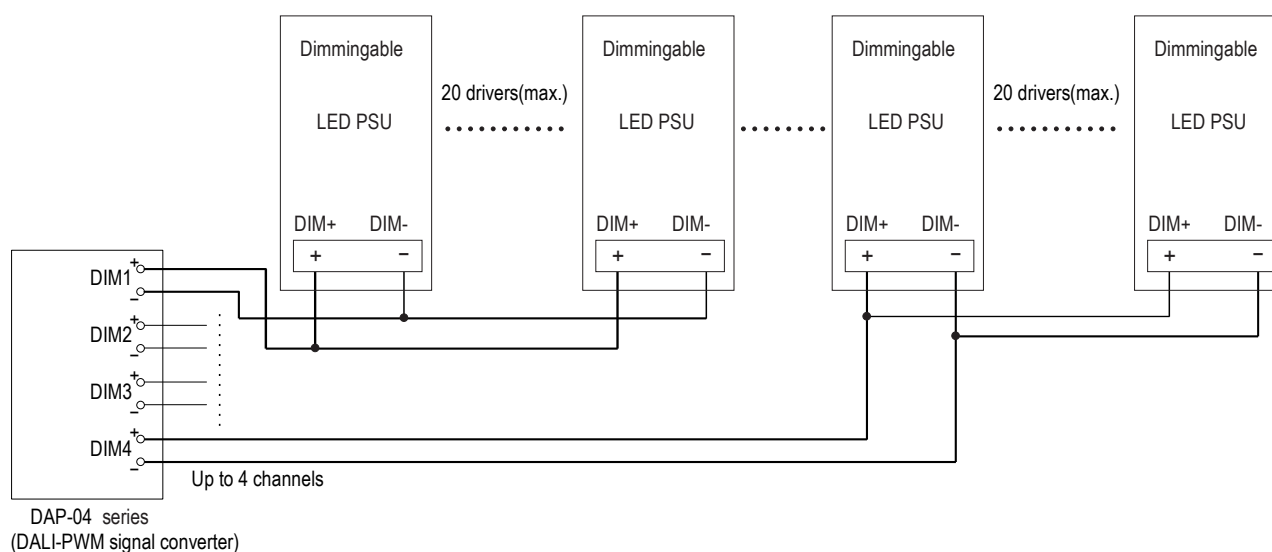 Dimmingable
Dimmingable
Dimmingable
Dimmingable
20 drivers(max.)
20 drivers(max.)
LED PSU
LED PSU
LED PSU
LED PSU
DIM+ DIM-
DIM+ DIM-
DIM+ DIM-
DIM+ DIM-
+ −
+ −
+ −
+ −
DIM1
+
−
DIM2
+
−
DIM3
+
−
DIM4
+
−
Up to 4 channels
DAP-04 series
(DALI-PWM signal converter)